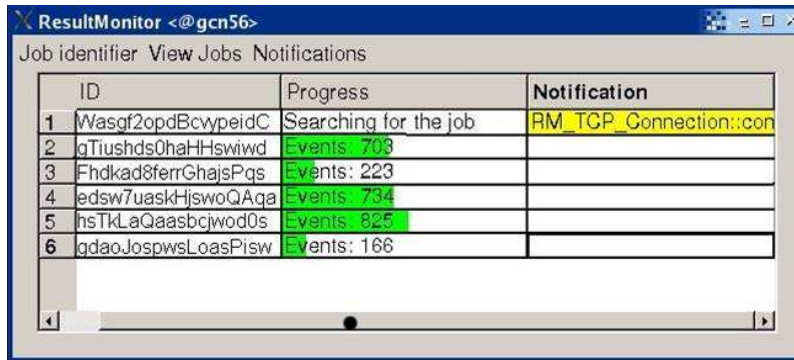 ResultMonitor <@gcn56>
Job identifier View Jobs Notifications
ID Progress Notification
1 Wasgf2opdBcvypeidC Searching for the job RM_TCP_Connection::con
2 gTiushds0haHHswiwd Events: 703
3 Fhdkad8ferrGhajsPqs Events: 223
4 edsw7uaskHjswoQAqa Events: 734
5 hsTkLaQaasbcjwod0s Events: 825
6 gdaoJospwsLoasPisw Events: 166